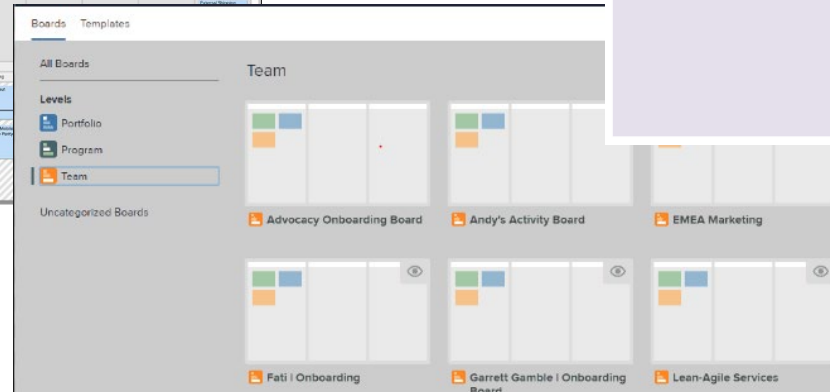 Boards Templates
All Boards
Levels
Portfolio
Program
Team
Uncategorized Boards
Team
Advocacy Onboarding Board
Andy's Activity Board
EMEA Marketing
Fati | Onboarding
Garrett Gamble | Onboarding
Board
Lean-Agile Services